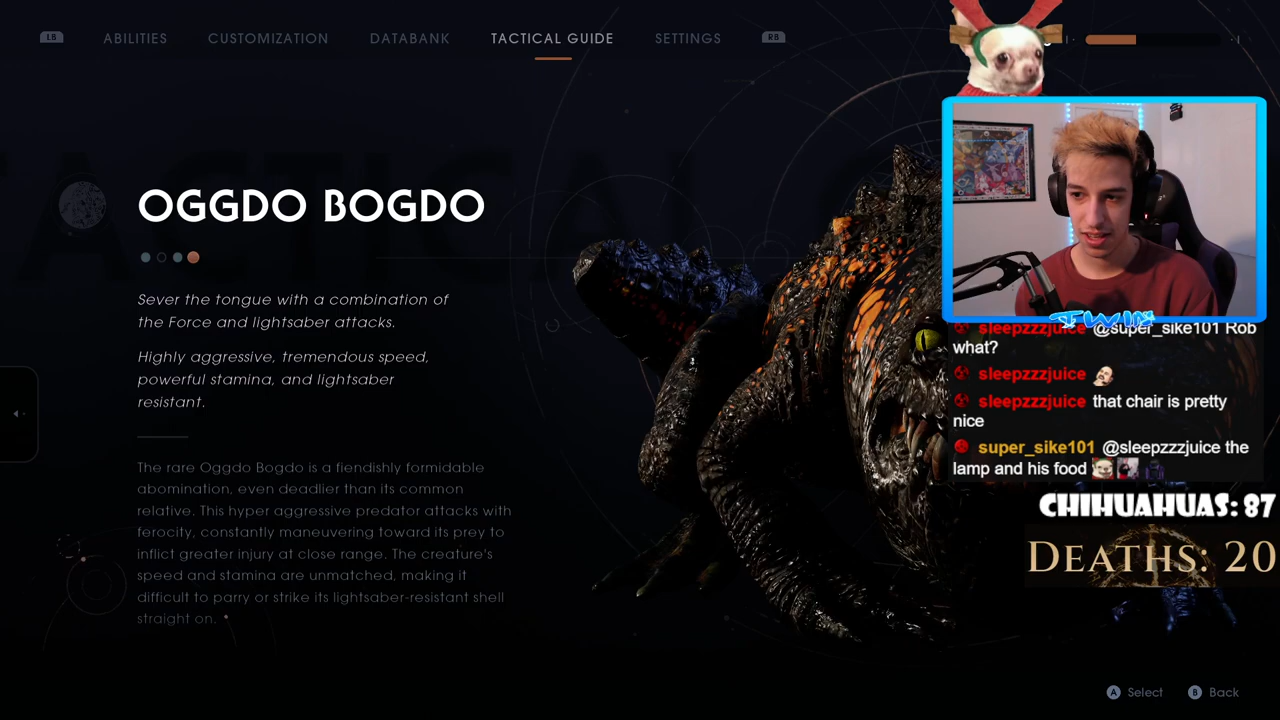 LB ABILITIES CUSTOMIZATION DATABANK TACTICAL GUIDE SETTINGS RB
OGGDO BOGDO
Sever the tongue with a combination of
the Force and lightsaber attacks.
Highly aggressive, tremendous speed,
powerful stamina, and lightsaber
resistant.
The rare Oggdo Bogdo is a fiendishly formidable
abomination, even deadlier than its common
relative. This hyper aggressive predator attacks with
ferocity, constantly maneuvering toward its prey to
inflict greater injury at close range. The creature's
speed and stamina are unmatched, making it
difficult to parry or strike its lightsaber-resistant shell
straight on.
sleepzzzjuice @super_sike101 Rob
what?
sleepzzzjuice
sleepzzzjuice that chair is pretty
nice
super_sike101 @sleepzzzjuice the
lamp and his food
CHIHUAHUAS: 87
DEATHS: 20
A Select B Back